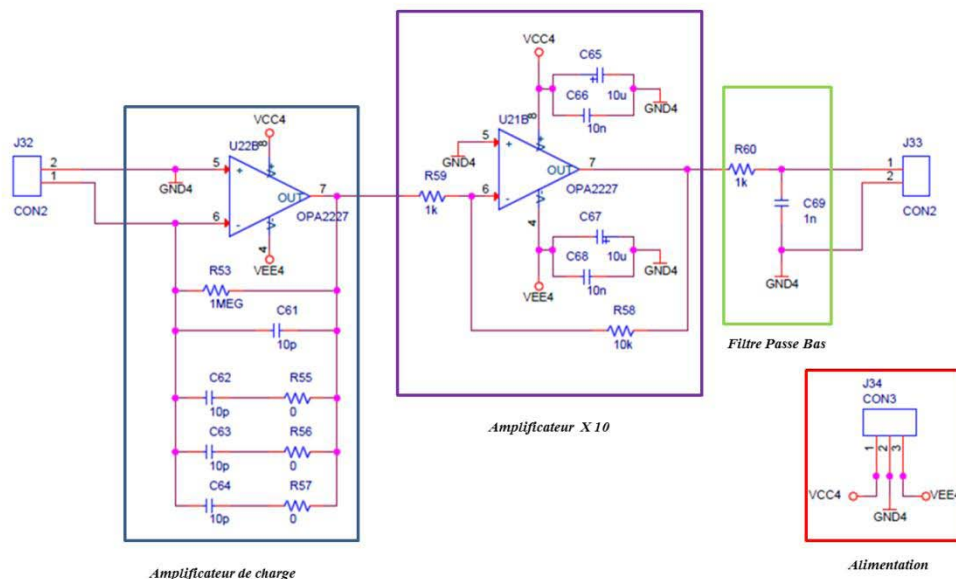 J32
2
1
CON2
VCC4
8
U22B
5
+
V+
GND4
OUT
7
6
-
OPA2227
V-
4
VEE4
R53
1MEG
C61
10p
C62
10p
R55
0
C63
10p
R56
0
C64
10p
R57
0
Amplificateur de charge
VCC4
C65
+
10u
C66
10n
GND4
8
U21B
GND4
5
+
V+
OUT
7
R59
1k
6
-
OPA2227
V-
4
C67
+
10u
C68
10n
GND4
VEE4
R58
10k
Amplificateur X 10
R60
1k
C69
1n
GND4
Filtre Passe Bas
J33
1
2
CON2
J34
CON3
1
2
3
VCC4
VEE4
GND4
Alimentation